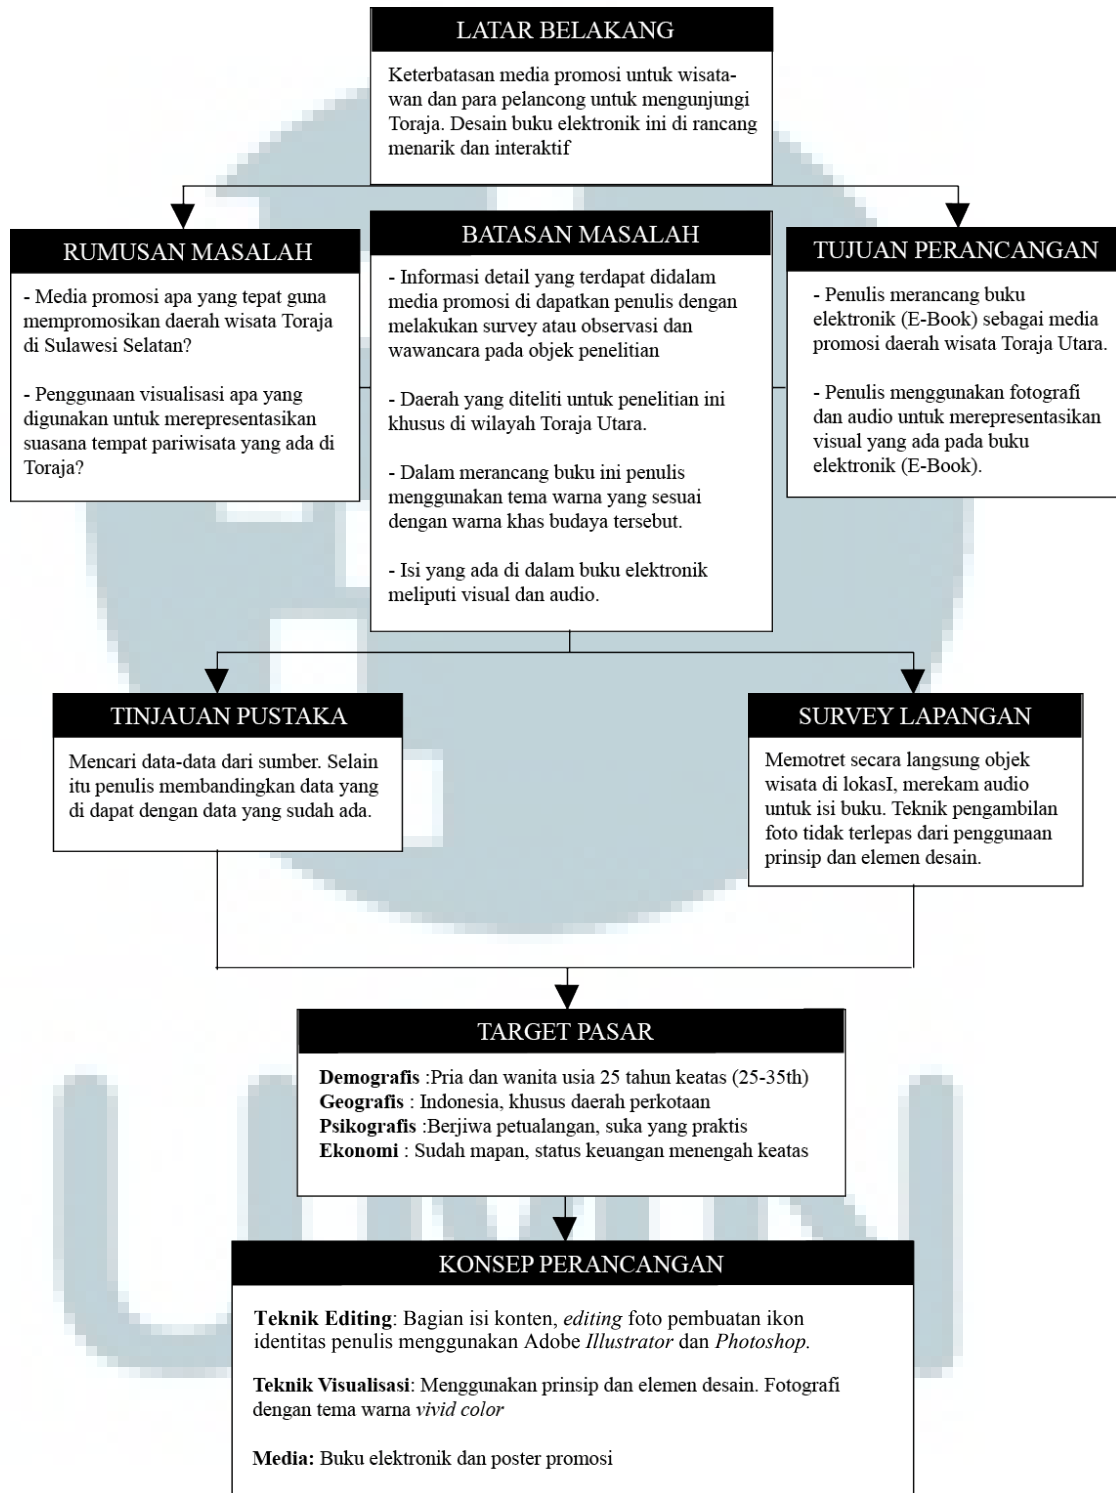 LATAR BELAKANG
Keterbatasan media promosi untuk wisata-
wan dan para pelancong untuk mengunjungi
Toraja. Desain buku elektronik ini di rancang
menarik dan interaktif
RUMUSAN MASALAH
- Media promosi apa yang tepat guna
mempromosikan daerah wisata Toraja
di Sulawesi Selatan?
- Penggunaan visualisasi apa yang
digunakan untuk merepresentasikan
suasana tempat pariwisata yang ada di
Toraja?
BATASAN MASALAH
- Informasi detail yang terdapat didalam
media promosi di dapatkan penulis dengan
melakukan survey atau observasi dan
wawancara pada objek penelitian
- Daerah yang diteliti untuk penelitian ini
khusus di wilayah Toraja Utara.
- Dalam merancang buku ini penulis
menggunakan tema warna yang sesuai
dengan warna khas budaya tersebut.
- Isi yang ada di dalam buku elektronik
meliputi visual dan audio.
TUJUAN PERANCANGAN
- Penulis merancang buku
elektronik (E-Book) sebagai media
promosi daerah wisata Toraja Utara.
- Penulis menggunakan fotografi
dan audio untuk merepresentasikan
visual yang ada pada buku
elektronik (E-Book).
TINJAUAN PUSTAKA
Mencari data-data dari sumber. Selain
itu penulis membandingkan data yang
di dapat dengan data yang sudah ada.
SURVEY LAPANGAN
Memotret secara langsung objek
wisata di lokasI, merekam audio
untuk isi buku. Teknik pengambilan
foto tidak terlepas dari penggunaan
prinsip dan elemen desain.
TARGET PASAR
Demografis :Pria dan wanita usia 25 tahun keatas (25-35th)
Geografis : Indonesia, khusus daerah perkotaan
Psikografis :Berjiwa petualangan, suka yang praktis
Ekonomi : Sudah mapan, status keuangan menengah keatas
KONSEP PERANCANGAN
Teknik Editing: Bagian isi konten, editing foto pembuatan ikon
identitas penulis menggunakan Adobe Illustrator dan Photoshop.
Teknik Visualisasi: Menggunakan prinsip dan elemen desain. Fotografi
dengan tema warna vivid color
Media: Buku elektronik dan poster promosi
UMN